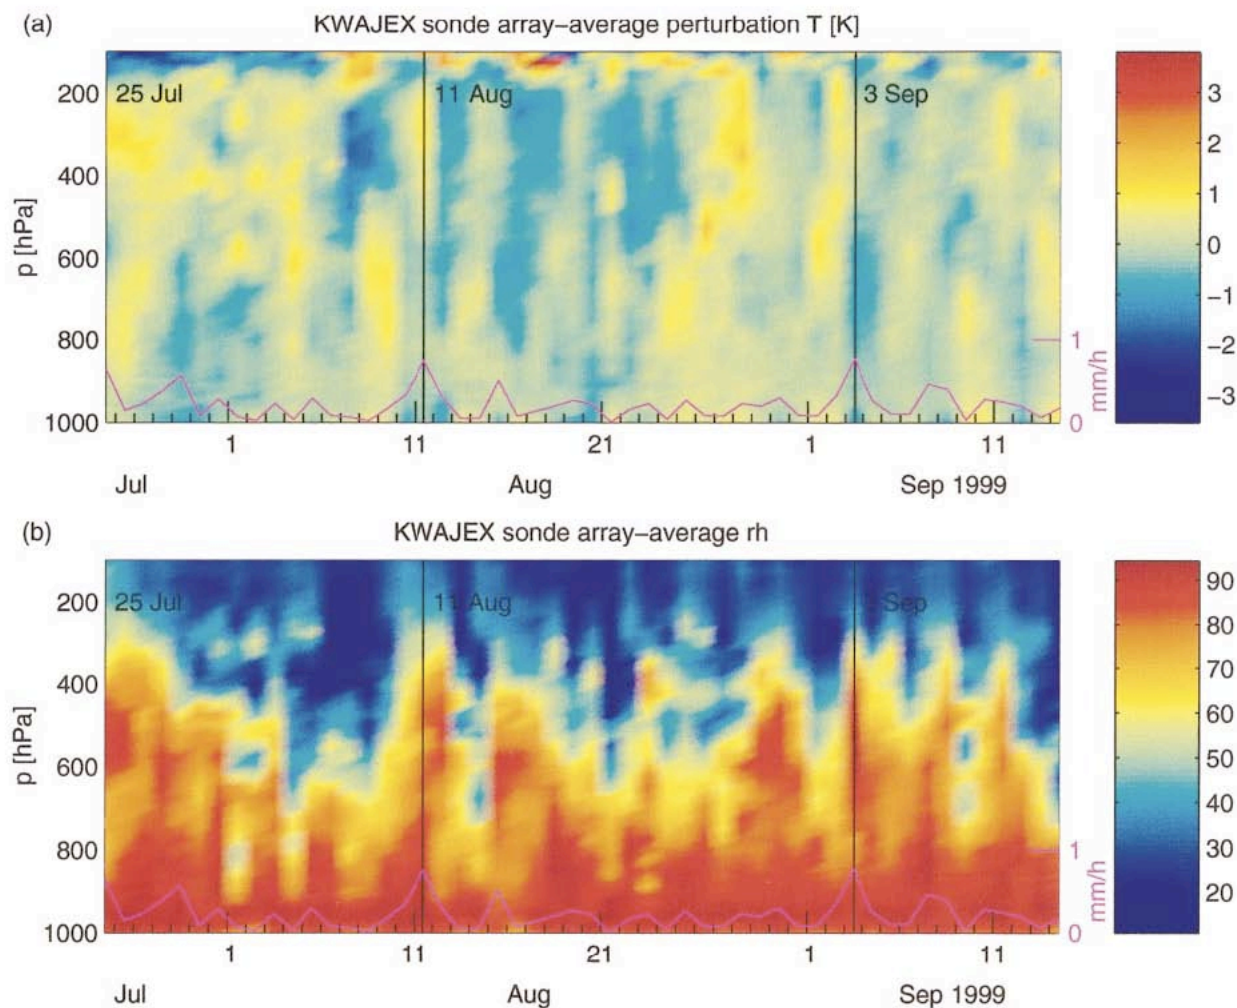 (a)
KWAJEX sonde array–average perturbation T [K]
25 Jul
11 Aug
3 Sep
p [hPa]
200
400
600
800
1000
1
0
mm/h
1
11
21
1
11
Jul
Aug
Sep 1999
3
2
1
0
−1
−2
−3
(b)
KWAJEX sonde array–average rh
25 Jul
11 Aug
3 Sep
p [hPa]
200
400
600
800
1000
1
0
mm/h
1
11
21
1
11
Jul
Aug
Sep 1999
90
80
70
60
50
40
30
20